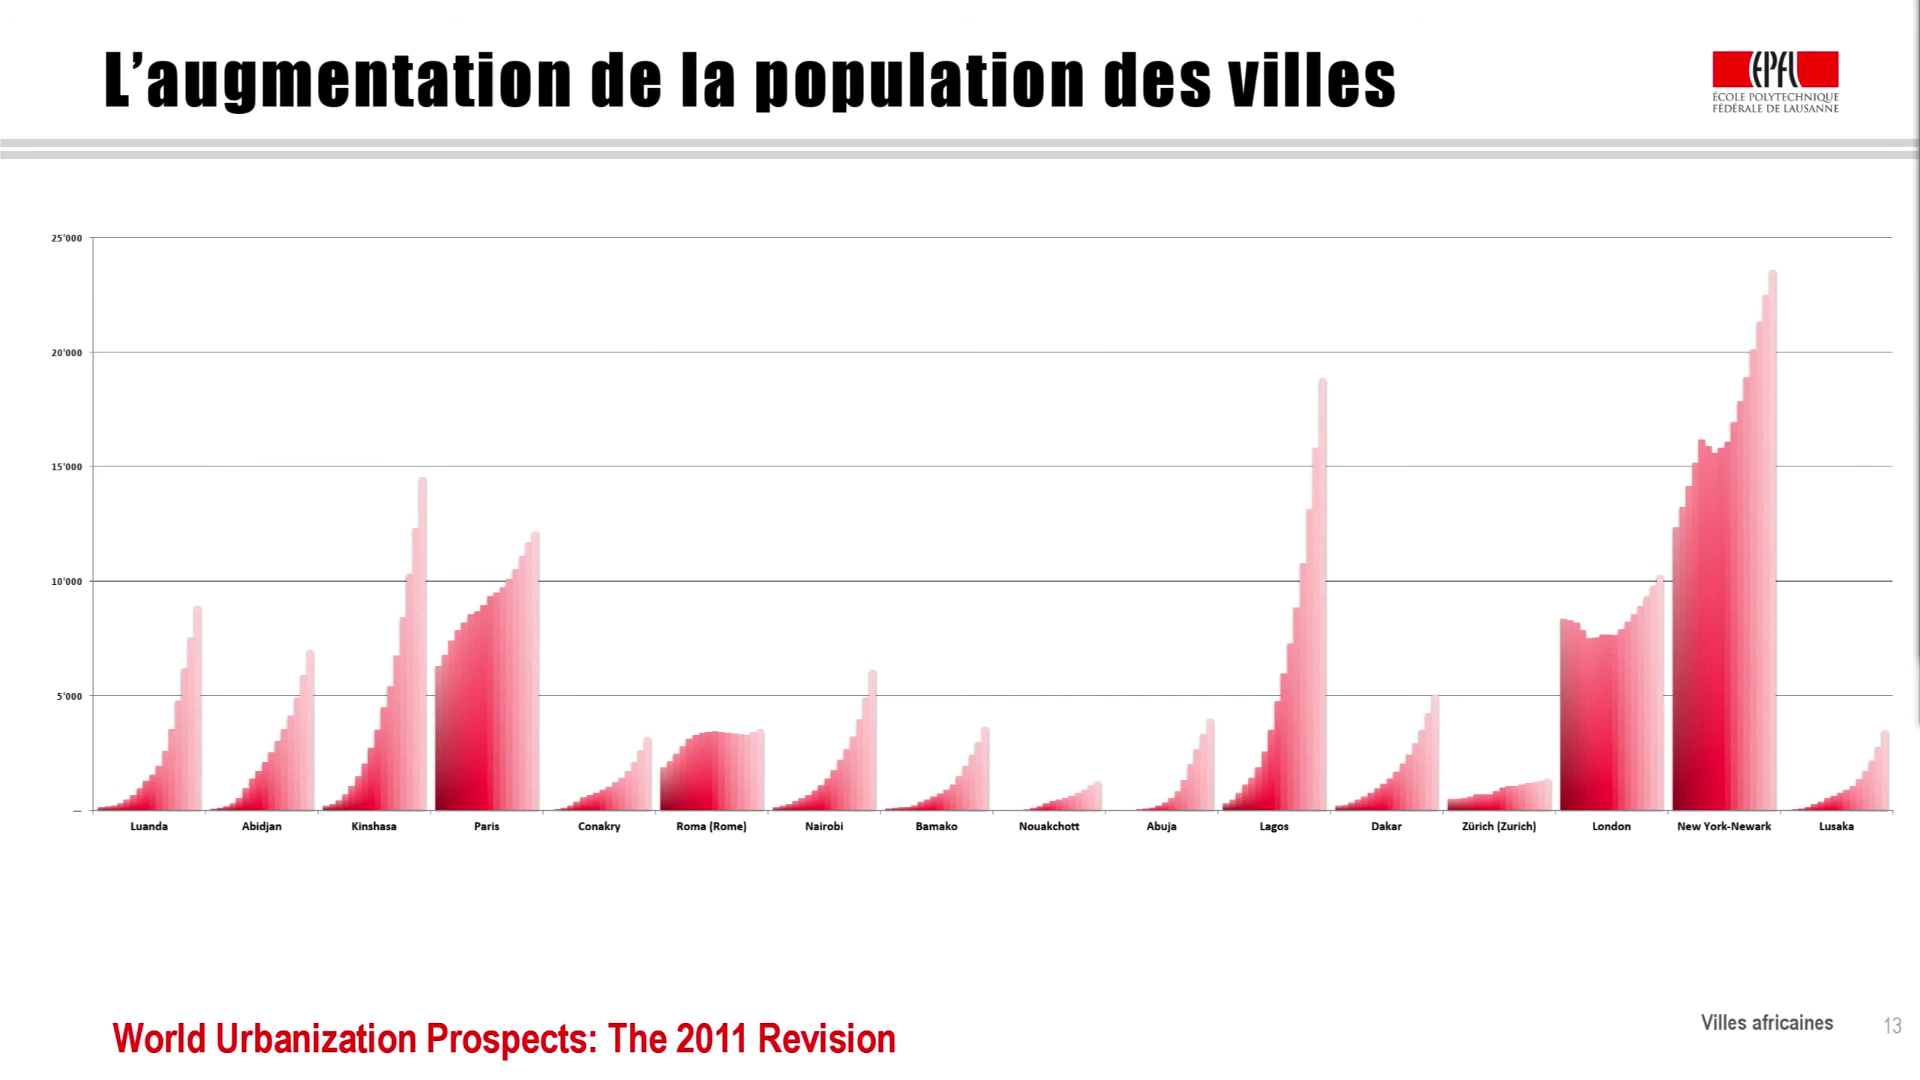 L’augmentation de la population des villes
EPFL
ÉCOLE POLYTECHNIQUE
FÉDÉRALE DE LAUSANNE
25'000
20'000
15'000
10'000
5'000
–
Luanda Abidjan Kinshasa Paris Conakry Roma (Rome) Nairobi Bamako Nouakchott Abuja Lagos Dakar Zürich (Zurich) London New York-Newark Lusaka
World Urbanization Prospects: The 2011 Revision
Villes africaines 13